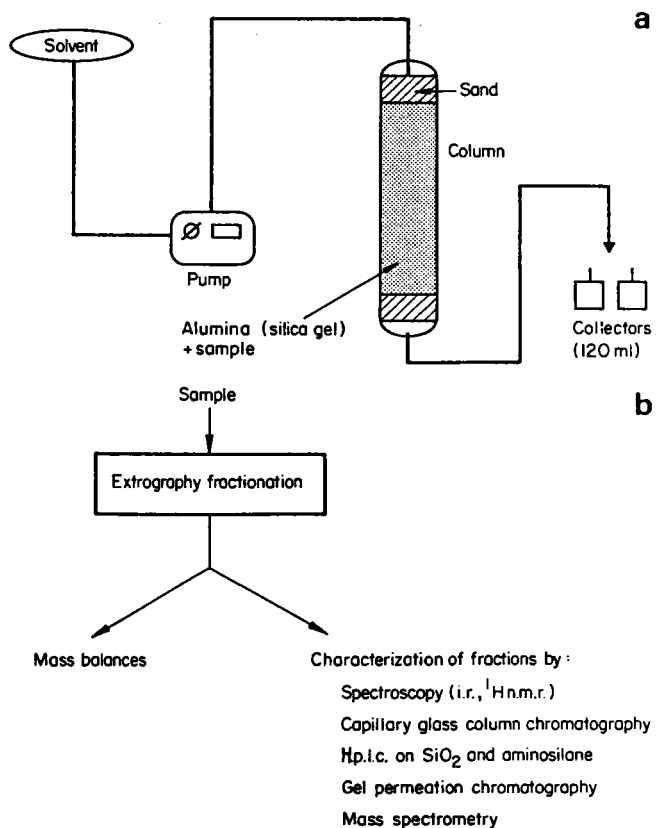 a
Solvent
Sand
Column
Pump
Alumina (silica gel)
+ sample
Collectors
(120 ml)
b
Sample
Extrography fractionation
Mass balances
Characterization of fractions by :
Spectroscopy (i.r., ¹H n.m.r.)
Capillary glass column chromatography
H.p.l.c. on SiO₂ and aminosilane
Gel permeation chromatography
Mass spectrometry